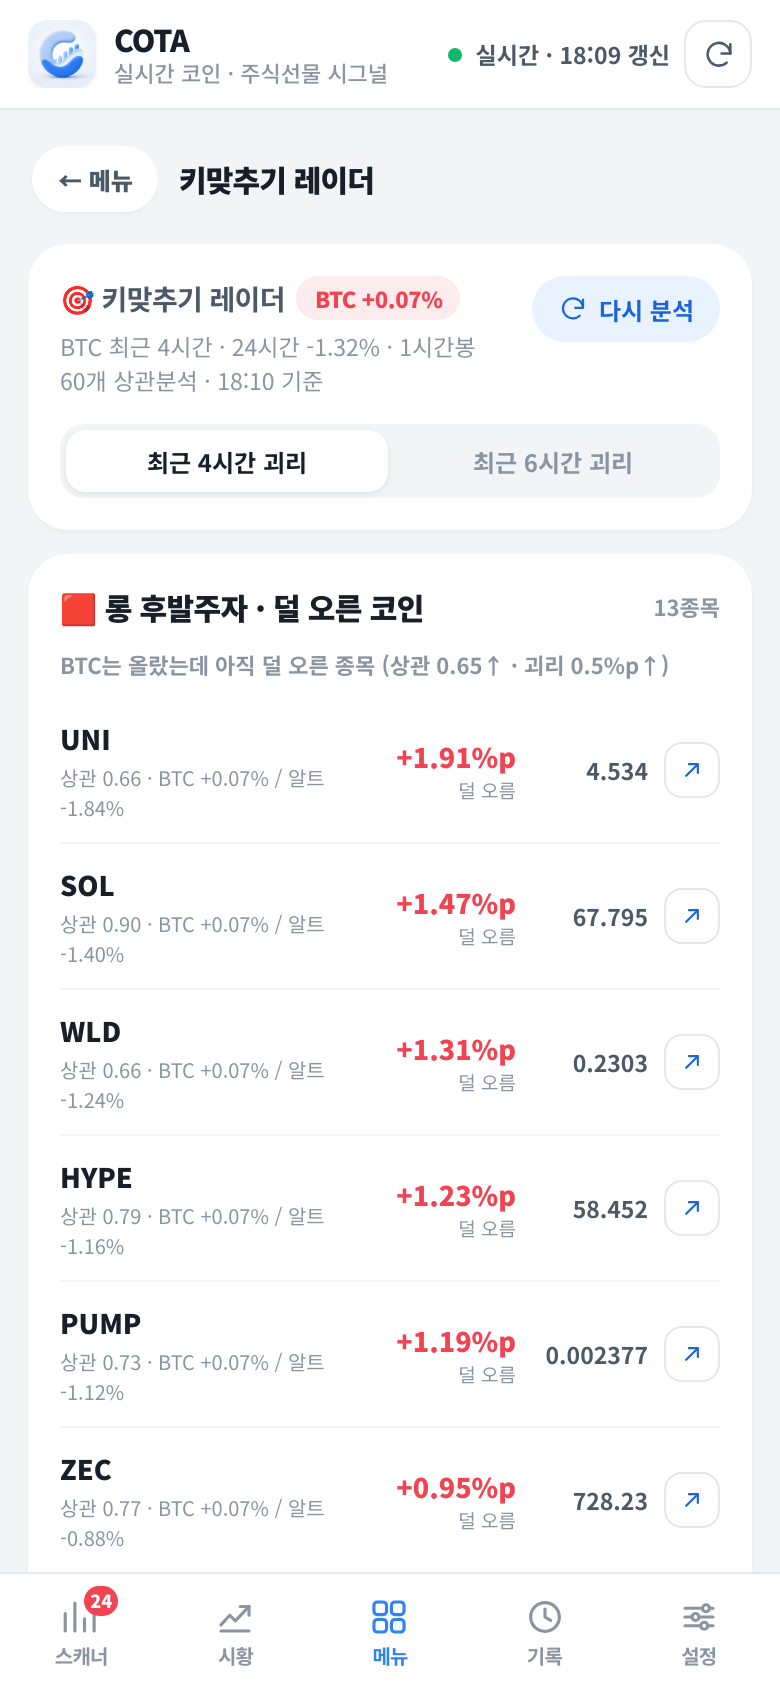 COTA
실시간 코인 · 주식선물 시그널
실시간 · 18:09 갱신
← 메뉴
키맞추기 레이더
🎯 키맞추기 레이더
BTC +0.07%
다시 분석
BTC 최근 4시간 · 24시간 -1.32% · 1시간봉
60개 상관분석 · 18:10 기준
최근 4시간 괴리
최근 6시간 괴리
🟥 롱 후발주자 · 덜 오른 코인
13종목
BTC는 올랐는데 아직 덜 오른 종목 (상관 0.65↑ · 괴리 0.5%p↑)
UNI
상관 0.66 · BTC +0.07% / 알트
-1.84%
+1.91%p
덜 오름
4.534
SOL
상관 0.90 · BTC +0.07% / 알트
-1.40%
+1.47%p
덜 오름
67.795
WLD
상관 0.66 · BTC +0.07% / 알트
-1.24%
+1.31%p
덜 오름
0.2303
HYPE
상관 0.79 · BTC +0.07% / 알트
-1.16%
+1.23%p
덜 오름
58.452
PUMP
상관 0.73 · BTC +0.07% / 알트
-1.12%
+1.19%p
덜 오름
0.002377
ZEC
상관 0.77 · BTC +0.07% / 알트
-0.88%
+0.95%p
덜 오름
728.23
24
스캐너
시황
메뉴
기록
설정